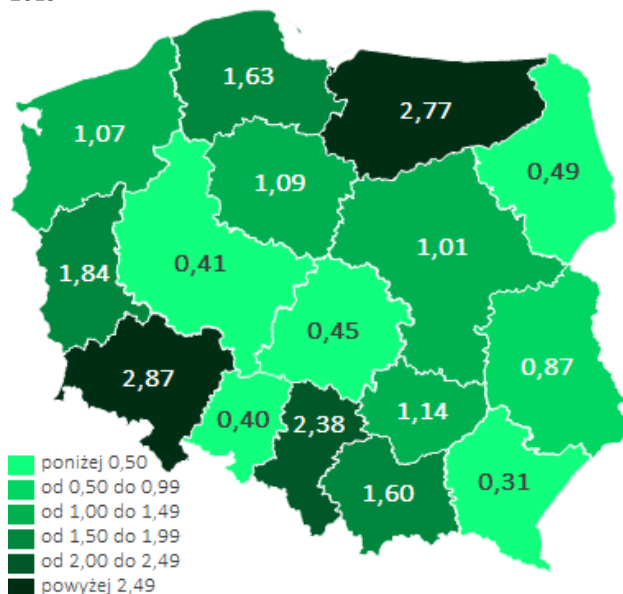 1,63
2,77
1,07
0,49
1,09
1,01
0,41
1,84
0,45
0,87
2,87
1,14
0,40
2,38
0,31
1,60
poniżej 0,50
od 0,50 do 0,99
od 1,00 do 1,49
od 1,50 do 1,99
od 2,00 do 2,49
powyżej 2,49